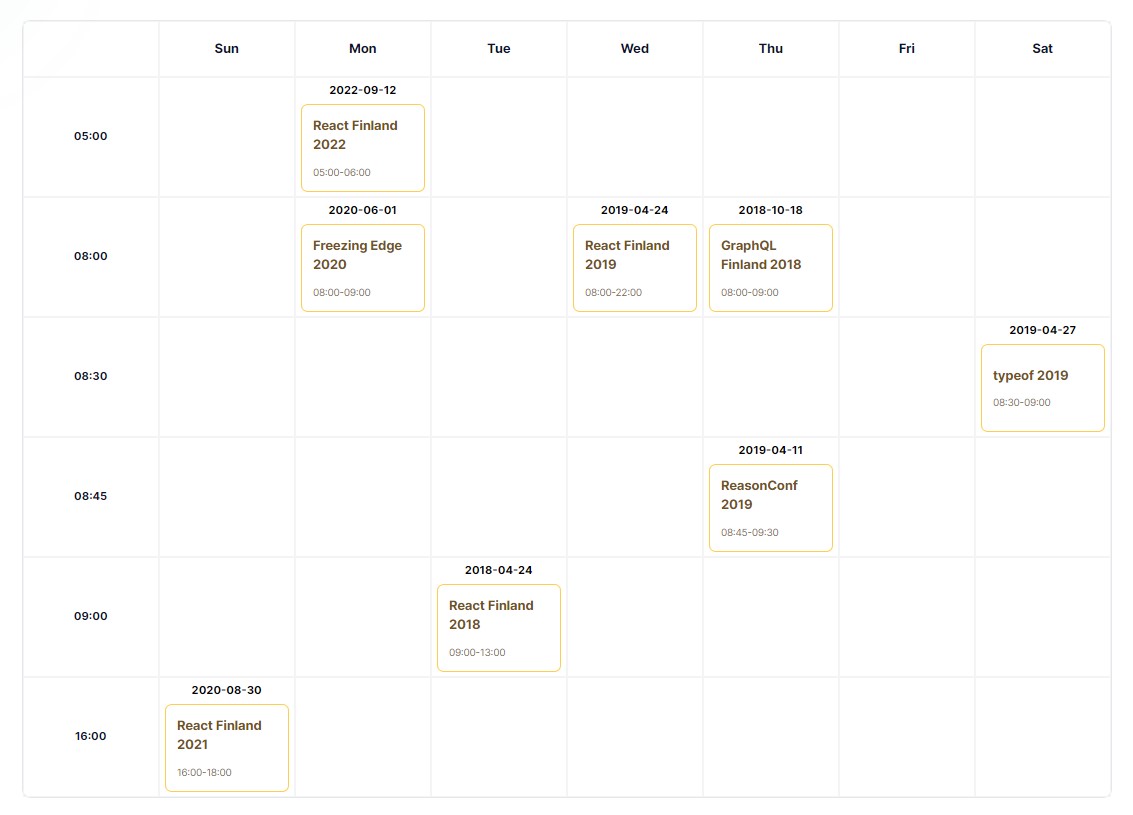 Sun Mon Tue Wed Thu Fri Sat
2022-09-12
05:00
React Finland
2022
05:00-06:00
2020-06-01 2019-04-24 2018-10-18
08:00
Freezing Edge
2020
08:00-09:00
React Finland
2019
08:00-22:00
GraphQL
Finland 2018
08:00-09:00
2019-04-27
08:30
typeof 2019
08:30-09:00
2019-04-11
08:45
ReasonConf
2019
08:45-09:30
2018-04-24
09:00
React Finland
2018
09:00-13:00
2020-08-30
16:00
React Finland
2021
16:00-18:00